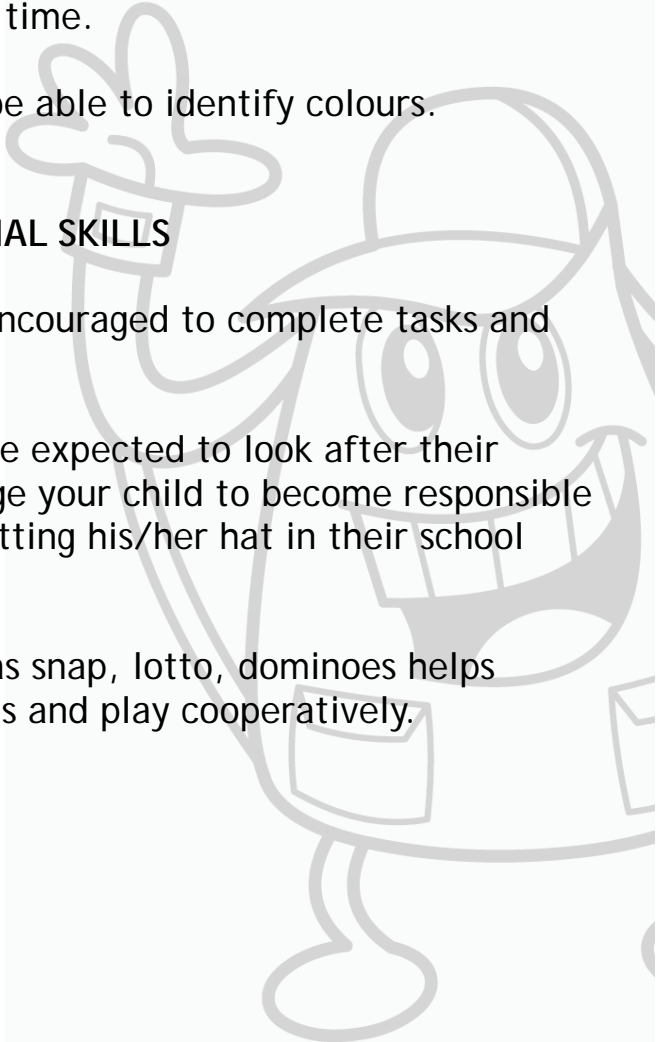 time.
be able to identify colours.
IAL SKILLS
ncouraged to complete tasks and
e expected to look after their
ge your child to become responsible
tting his/her hat in their school
as snap, lotto, dominoes helps
s and play cooperatively.